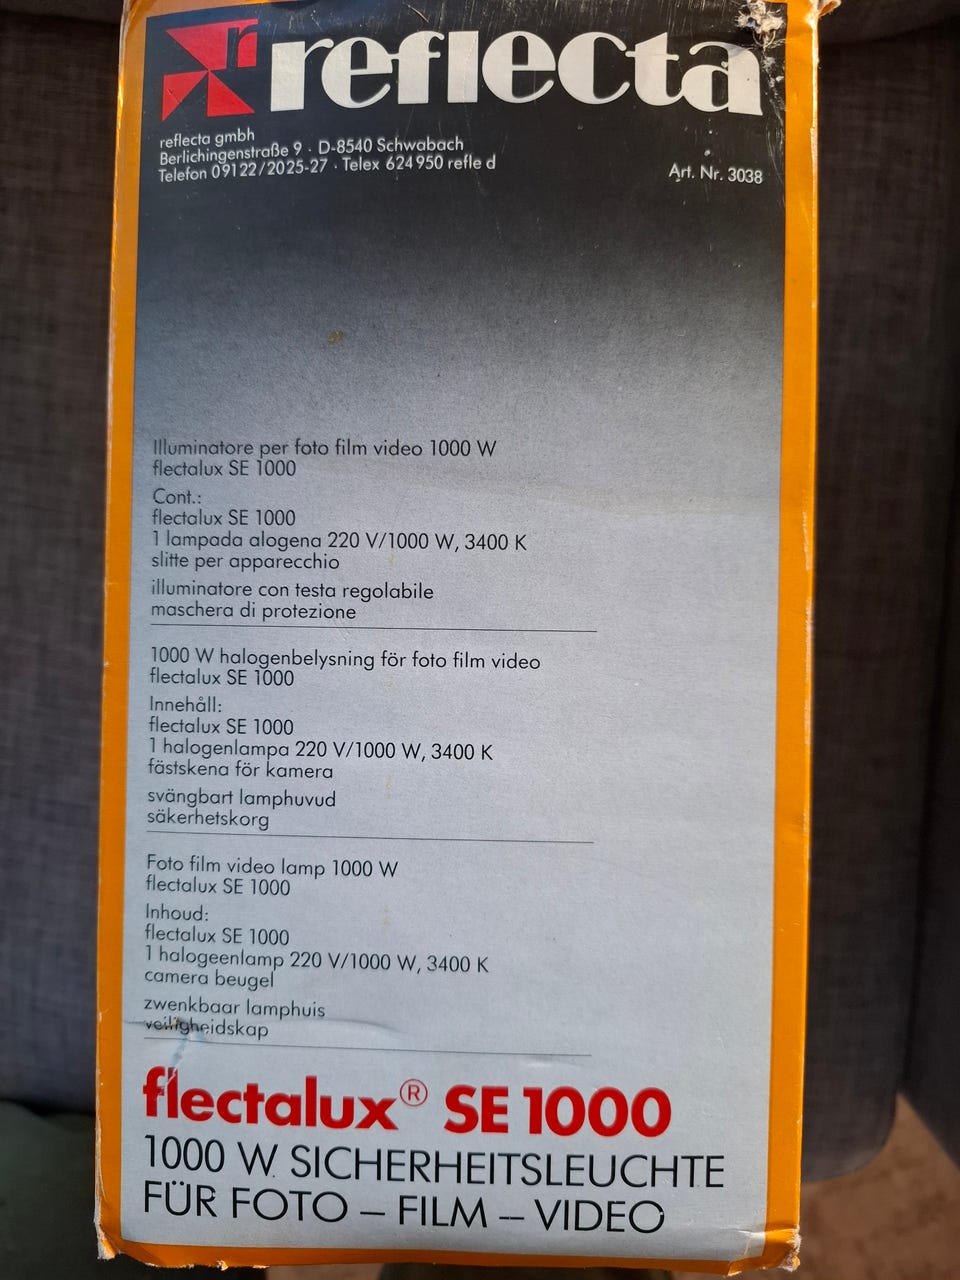 reflecta
reflecta gmbh
Berlichingenstraße 9 · D-8540 Schwabach
Telefon 09122/2025-27 · Telex 624950 refle d
Art. Nr. 3038
Illuminatore per foto film video 1000 W
flectalux SE 1000
Cont.:
flectalux SE 1000
1 lampada alogena 220 V/1000 W, 3400 K
slitte per apparecchio
illuminatore con testa regolabile
maschera di protezione
1000 W halogenbelysning för foto film video
flectalux SE 1000
Innehåll:
flectalux SE 1000
1 halogenlampa 220 V/1000 W, 3400 K
fästskena för kamera
svängbart lamphuvud
säkerhetskorg
Foto film video lamp 1000 W
flectalux SE 1000
Inhoud:
flectalux SE 1000
1 halogeenlamp 220 V/1000 W, 3400 K
camera beugel
zwenkbaar lamphuis
veiligheidskap
flectalux® SE 1000
1000 W SICHERHEITSLEUCHTE
FÜR FOTO – FILM – VIDEO